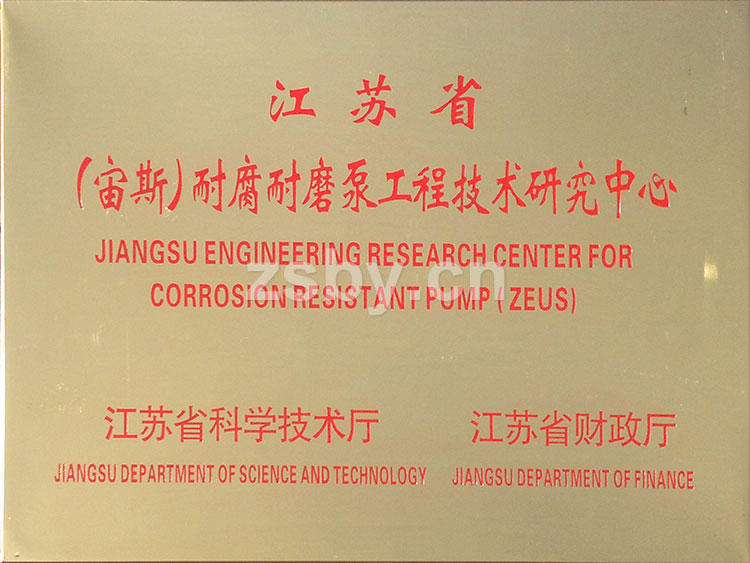 江苏省
(宙斯)耐腐耐磨泵工程技术研究中心
JIANGSU ENGINEERING RESEARCH CENTER FOR
zsby.cn
CORROSION RESISTANT PUMP (ZEUS)
江苏省科学技术厅 江苏省财政厅
JIANGSU DEPARTMENT OF SCIENCE AND TECHNOLOGY JIANGSU DEPARTMENT OF FINANCE